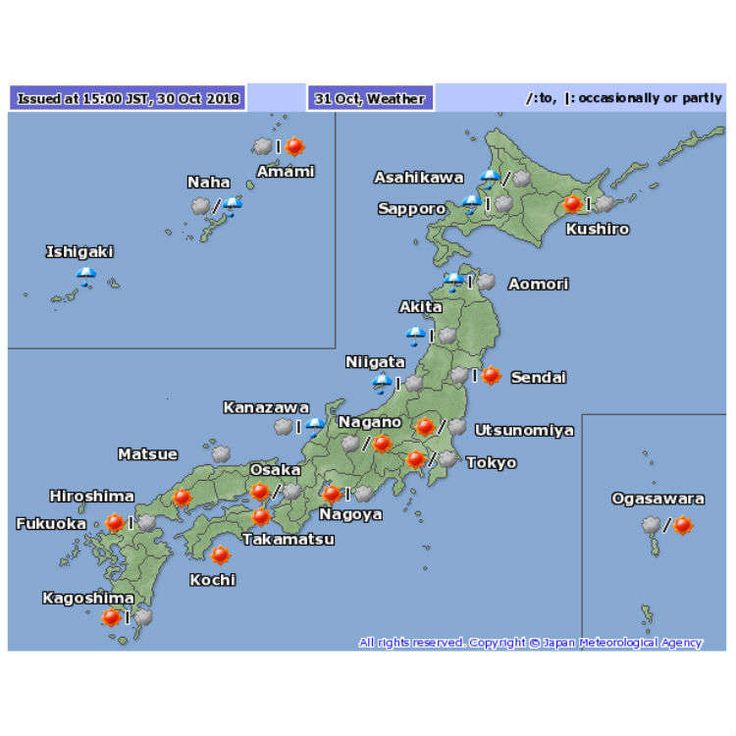 Issued at 15:00 JST, 30 Oct 2018
31 Oct, Weather
/:to, |: occasionally or partly
Amami
Naha
Ishigaki
Asahikawa
Sapporo
Kushiro
Aomori
Akita
Niigata
Sendai
Kanazawa
Nagano
Utsunomiya
Matsue
Osaka
Tokyo
Hiroshima
Fukuoka
Nagoya
Takamatsu
Kochi
Kagoshima
Ogasawara
All rights reserved. Copyright © Japan Meteorological Agency